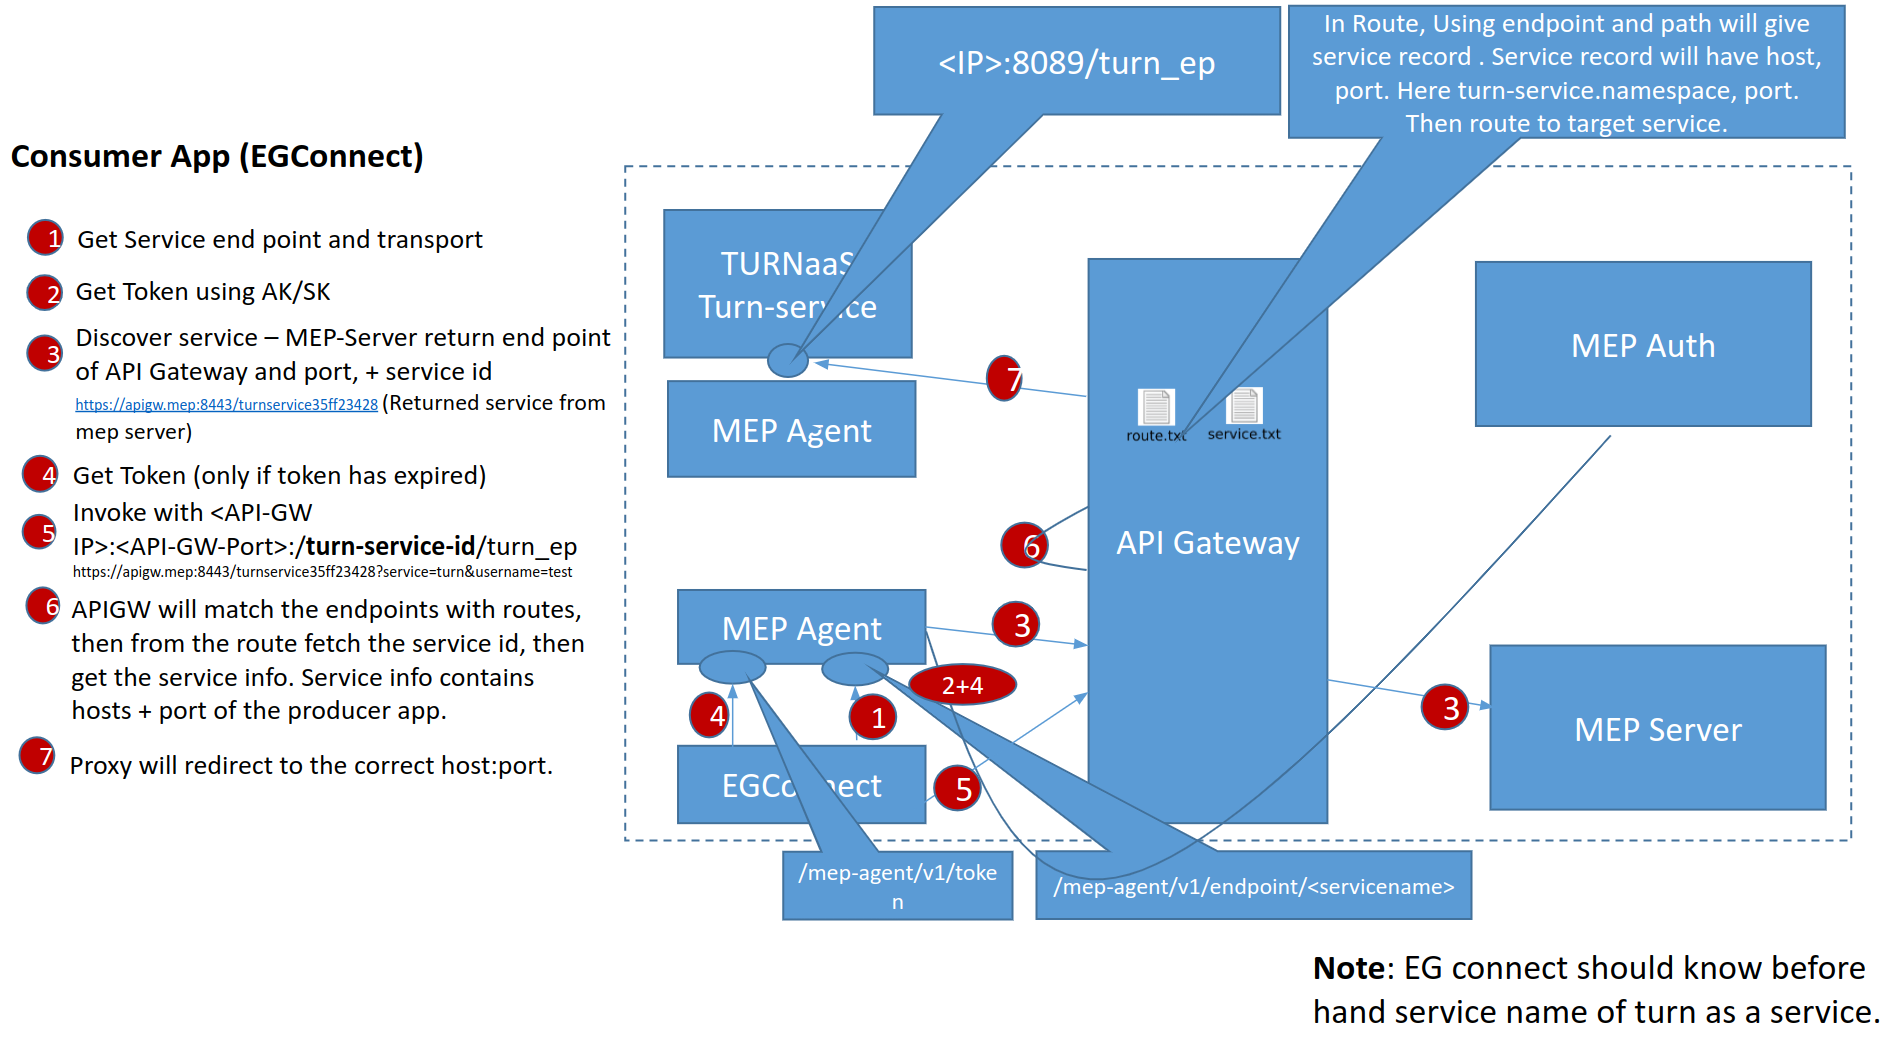 <IP>:8089/turn_ep
In Route, Using endpoint and path will give
service record . Service record will have host,
port. Here turn-service.namespace, port.
Then route to target service.
Consumer App (EGConnect)
1 Get Service end point and transport
2 Get Token using AK/SK
3 Discover service – MEP-Server return end point
of API Gateway and port, + service id
https://apigw.mep:8443/turnservice35ff23428 (Returned service from
mep server)
4 Get Token (only if token has expired)
5 Invoke with <API-GW
IP>:<API-GW-Port>:/turn-service-id/turn_ep
https://apigw.mep:8443/turnservice35ff23428?service=turn&username=test
6 APIGW will match the endpoints with routes,
then from the route fetch the service id, then
get the service info. Service info contains
hosts + port of the producer app.
7 Proxy will redirect to the correct host:port.
TURNaaS
Turn-service
MEP Agent
7
route.txt
service.txt
API Gateway
6
MEP Auth
MEP Agent
3
2+4
4
1
EGConnect
5
3
MEP Server
/mep-agent/v1/toke
n
/mep-agent/v1/endpoint/<servicename>
Note: EG connect should know before
hand service name of turn as a service.